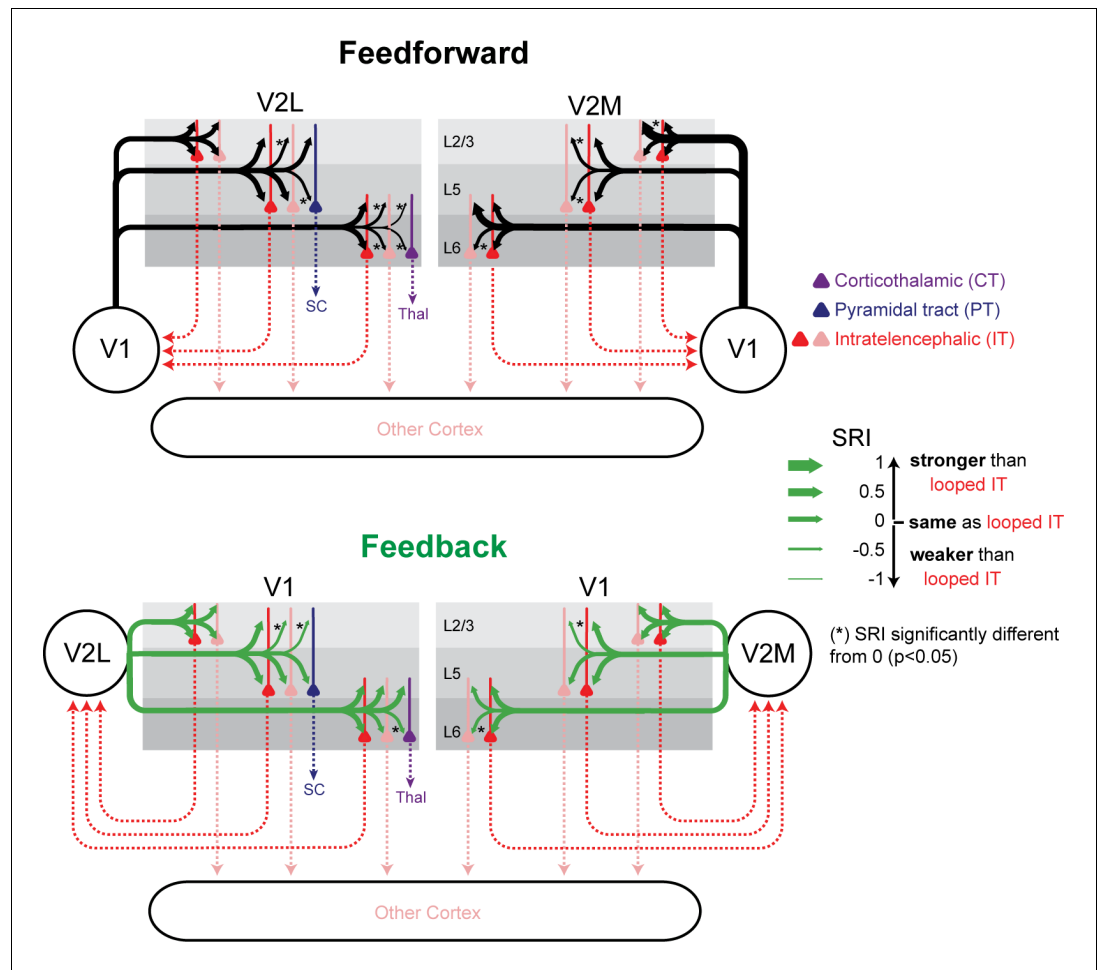 Feedforward
V2L
V2M
*
*
*
*
L2/3
L5
*
*
*
*
*
*
L6
*
SC
Thal
Corticothalamic (CT)
Pyramidal tract (PT)
Intratelencephalic (IT)
V1
V1
Other Cortex
SRI
1
stronger than
looped IT
0.5
0
same as looped IT
-0.5
weaker than
looped IT
-1
(*) SRI significantly different
from 0 (p<0.05)
Feedback
V1
V1
*
*
*
L2/3
V2L
V2M
L5
*
L6
*
SC
Thal
Other Cortex